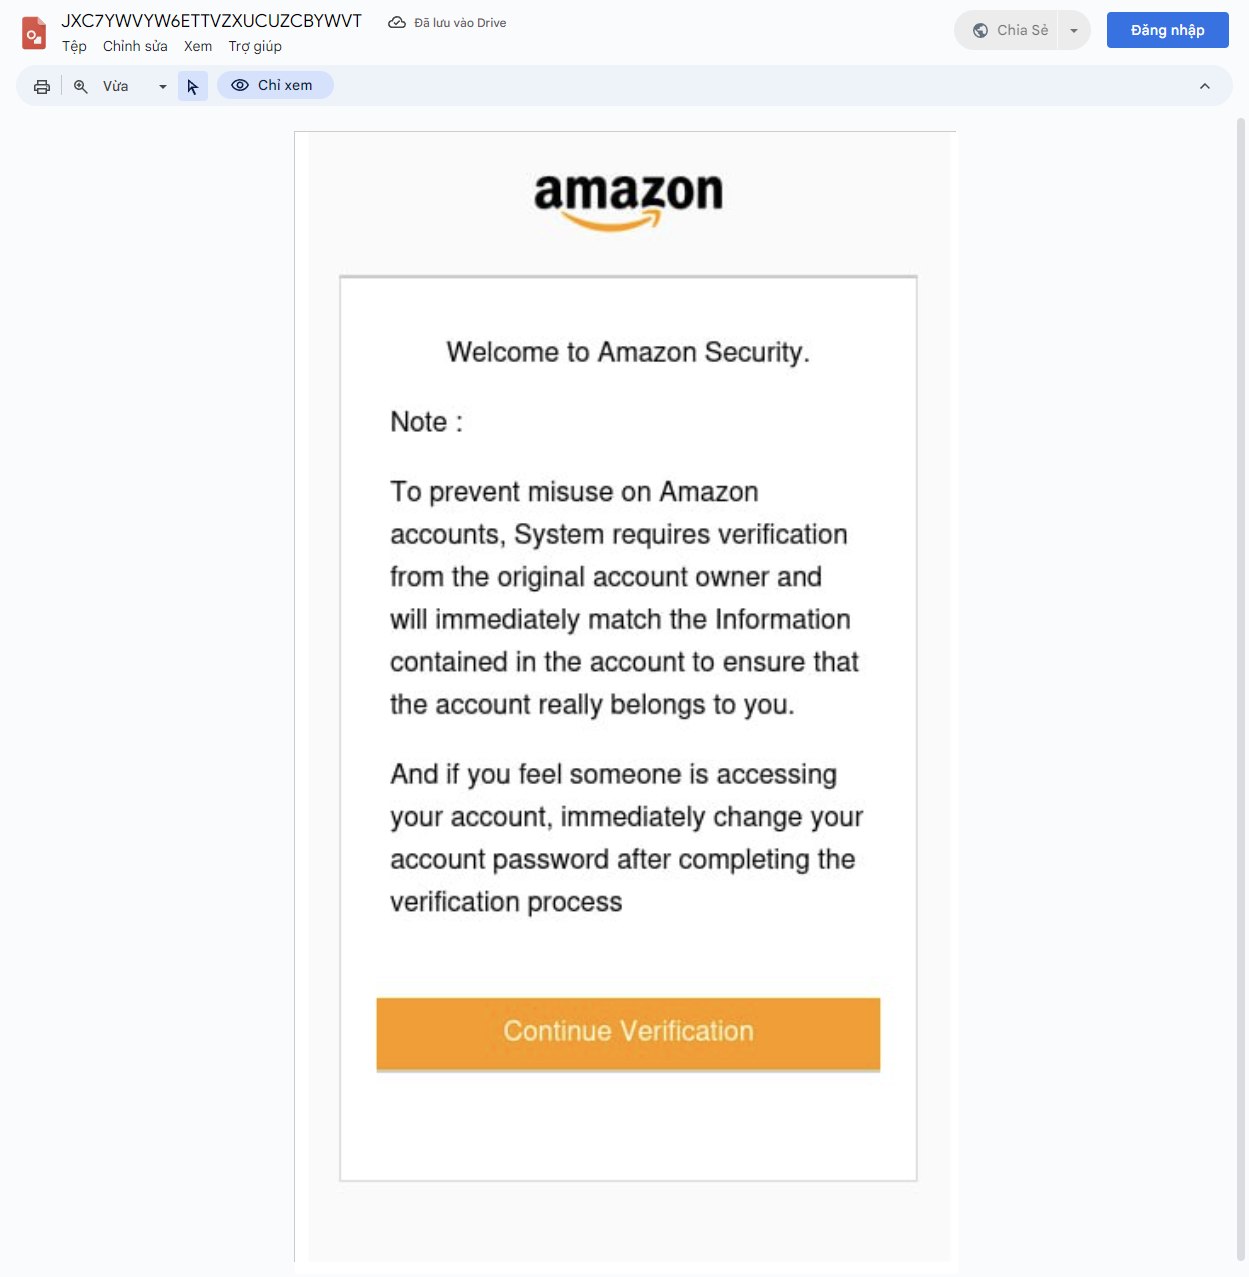 JXC7YWVYW6ETTVZXUCUZCBYWVT
Đã lưu vào Drive
Tệp Chỉnh sửa Xem Trợ giúp
Chia Sẻ
Đăng nhập
Vừa
Chỉ xem
amazon
Welcome to Amazon Security.
Note :
To prevent misuse on Amazon
accounts, System requires verification
from the original account owner and
will immediately match the Information
contained in the account to ensure that
the account really belongs to you.
And if you feel someone is accessing
your account, immediately change your
account password after completing the
verification process
Continue Verification